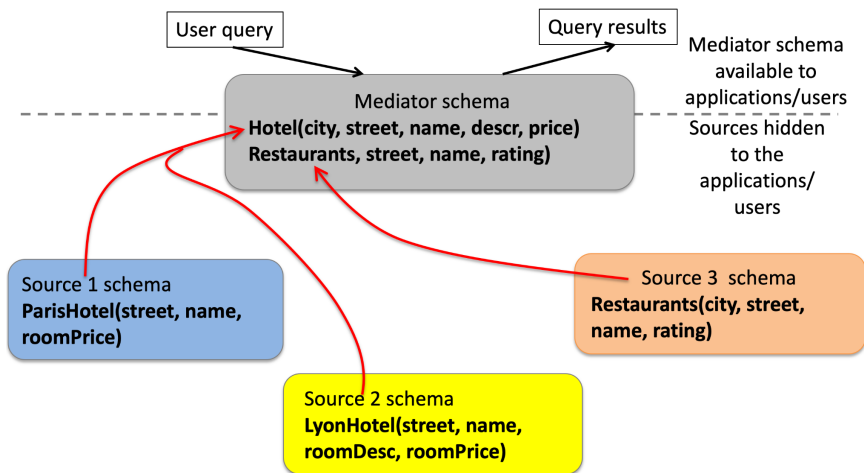 User query
Query results
Mediator schema
available to
applications/users
Mediator schema
Hotel(city, street, name, descr, price)
Restaurants, street, name, rating)
Sources hidden
to the
applications/
users
Source 1 schema
ParisHotel(street, name,
roomPrice)
Source 3  schema
Restaurants(city, street,
name, rating)
Source 2 schema
LyonHotel(street, name,
roomDesc, roomPrice)